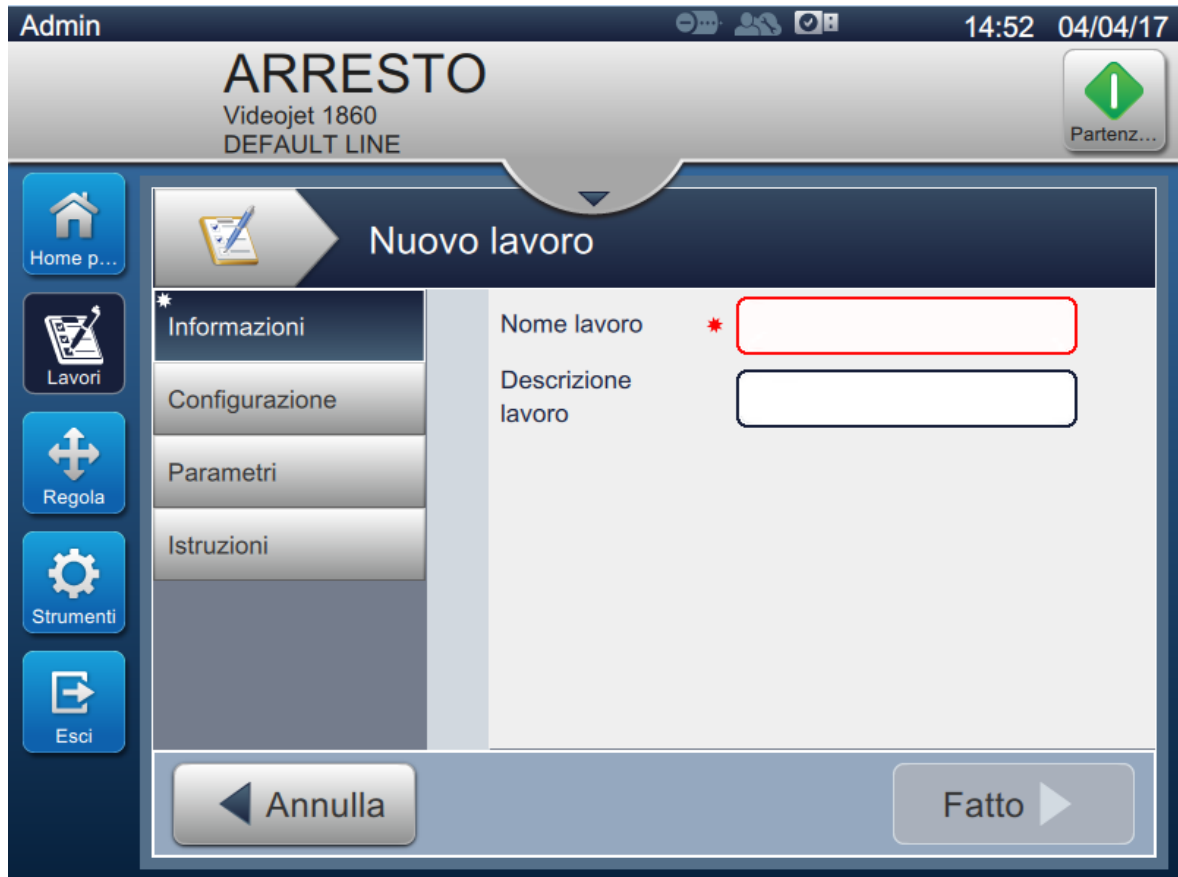 Admin
14:52 04/04/17
ARRESTO
Videojet 1860
DEFAULT LINE
Partenz...
Home p...
Lavori
Regola
Strumenti
Esci
Nuovo lavoro
Informazioni
Configurazione
Parametri
Istruzioni
Nome lavoro
Descrizione
lavoro
Annulla
Fatto